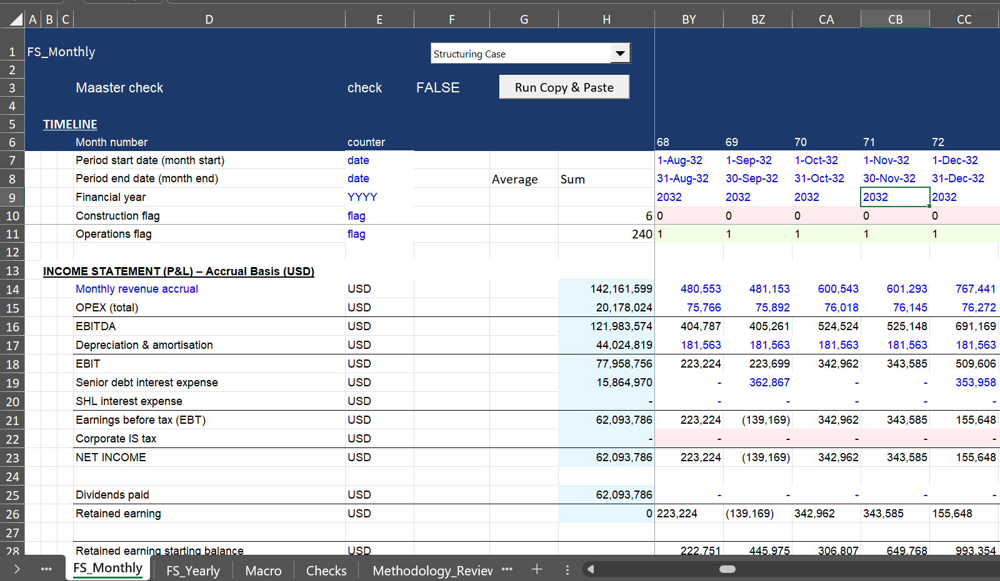 A B C D E F G H BY BZ CA CB CC
1 FS_Monthly Structuring Case
2
3 Maaster check check FALSE Run Copy & Paste
4
5 TIMELINE
6 Month number counter 68 69 70 71 72
7 Period start date (month start) date 1-Aug-32 1-Sep-32 1-Oct-32 1-Nov-32 1-Dec-32
8 Period end date (month end) date Average Sum 31-Aug-32 30-Sep-32 31-Oct-32 30-Nov-32 31-Dec-32
9 Financial year YYYY 2032 2032 2032 2032 2032
10 Construction flag flag 6 0 0 0 0 0
11 Operations flag flag 240 1 1 1 1 1
12
13 INCOME STATEMENT (P&L) – Accrual Basis (USD)
14 Monthly revenue accrual USD 142,161,599 480,553 481,153 600,543 601,293 767,441
15 OPEX (total) USD 20,178,024 75,766 75,892 76,018 76,145 76,272
16 EBITDA USD 121,983,574 404,787 405,261 524,524 525,148 691,169
17 Depreciation & amortisation USD 44,024,819 181,563 181,563 181,563 181,563 181,563
18 EBIT USD 77,958,756 223,224 223,699 342,962 343,585 509,606
19 Senior debt interest expense USD 15,864,970 - 362,867 - - 353,958
20 SHL interest expense USD - - - - - -
21 Earnings before tax (EBT) USD 62,093,786 223,224 (139,169) 342,962 343,585 155,648
22 Corporate IS tax USD - - - - - -
23 NET INCOME USD 62,093,786 223,224 (139,169) 342,962 343,585 155,648
24
25 Dividends paid USD 62,093,786 - - - - -
26 Retained earning USD 0 223,224 (139,169) 342,962 343,585 155,648
27
28 Retained earning starting balance USD 222,751 445,975 306,807 649,768 993,354
FS_Monthly FS_Yearly Macro Checks Methodology_Review